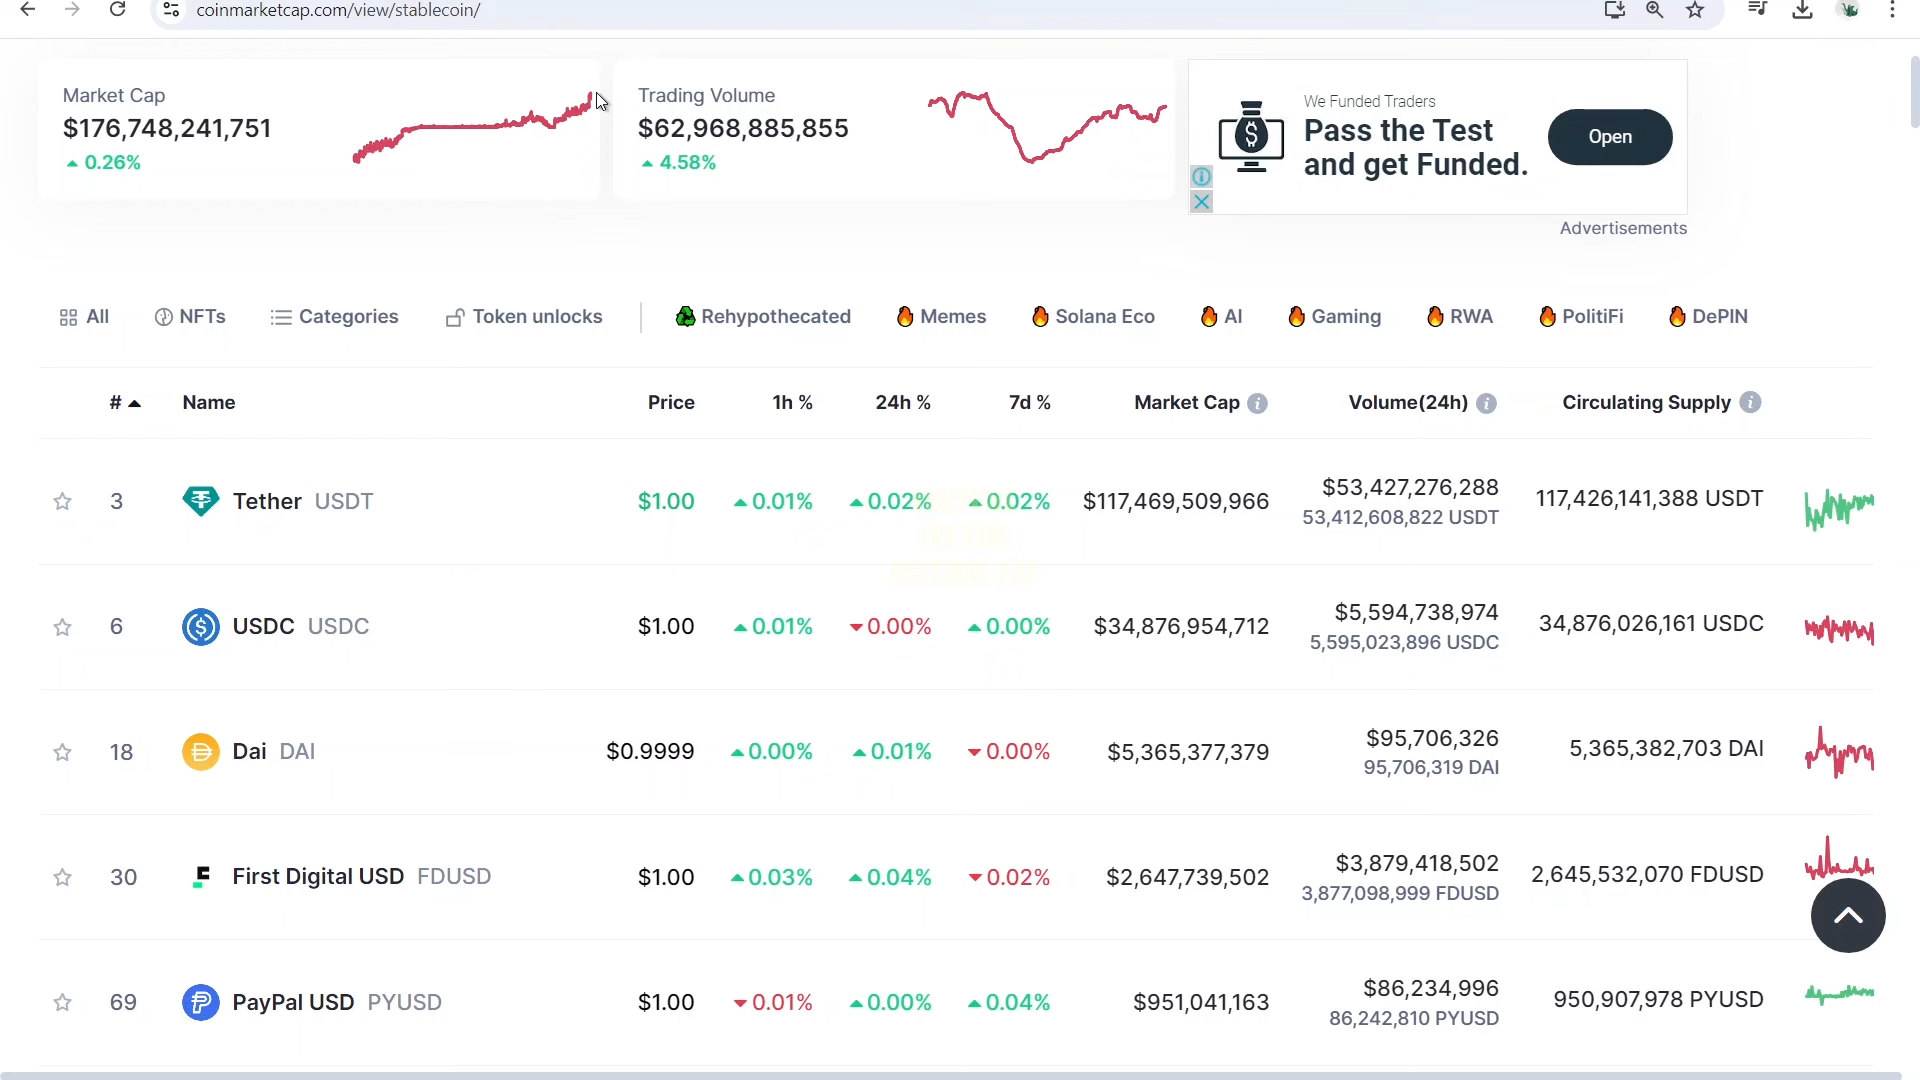 coinmarketcap.com/view/stablecoin/
Market Cap
$176,748,241,751
0.26%
Trading Volume
$62,968,885,855
4.58%
We Funded Traders
Pass the Test
and get Funded.
Open
Advertisements
All NFTs Categories Token unlocks Rehypothecated Memes Solana Eco AI Gaming RWA PolitiFi DePIN
# Name Price 1h % 24h % 7d % Market Cap Volume(24h) Circulating Supply
3 Tether USDT $1.00 0.01% 0.02% 0.02% $117,469,509,966 $53,427,276,288 117,426,141,388 USDT
53,412,608,822 USDT
6 USDC USDC $1.00 0.01% 0.00% 0.00% $34,876,954,712 $5,594,738,974 34,876,026,161 USDC
5,595,023,896 USDC
18 Dai DAI $0.9999 0.00% 0.01% 0.00% $5,365,377,379 $95,706,326 5,365,382,703 DAI
95,706,319 DAI
30 First Digital USD FDUSD $1.00 0.03% 0.04% 0.02% $2,647,739,502 $3,879,418,502 2,645,532,070 FDUSD
3,877,098,999 FDUSD
69 PayPal USD PYUSD $1.00 0.01% 0.00% 0.04% $951,041,163 $86,234,996 950,907,978 PYUSD
86,242,810 PYUSD